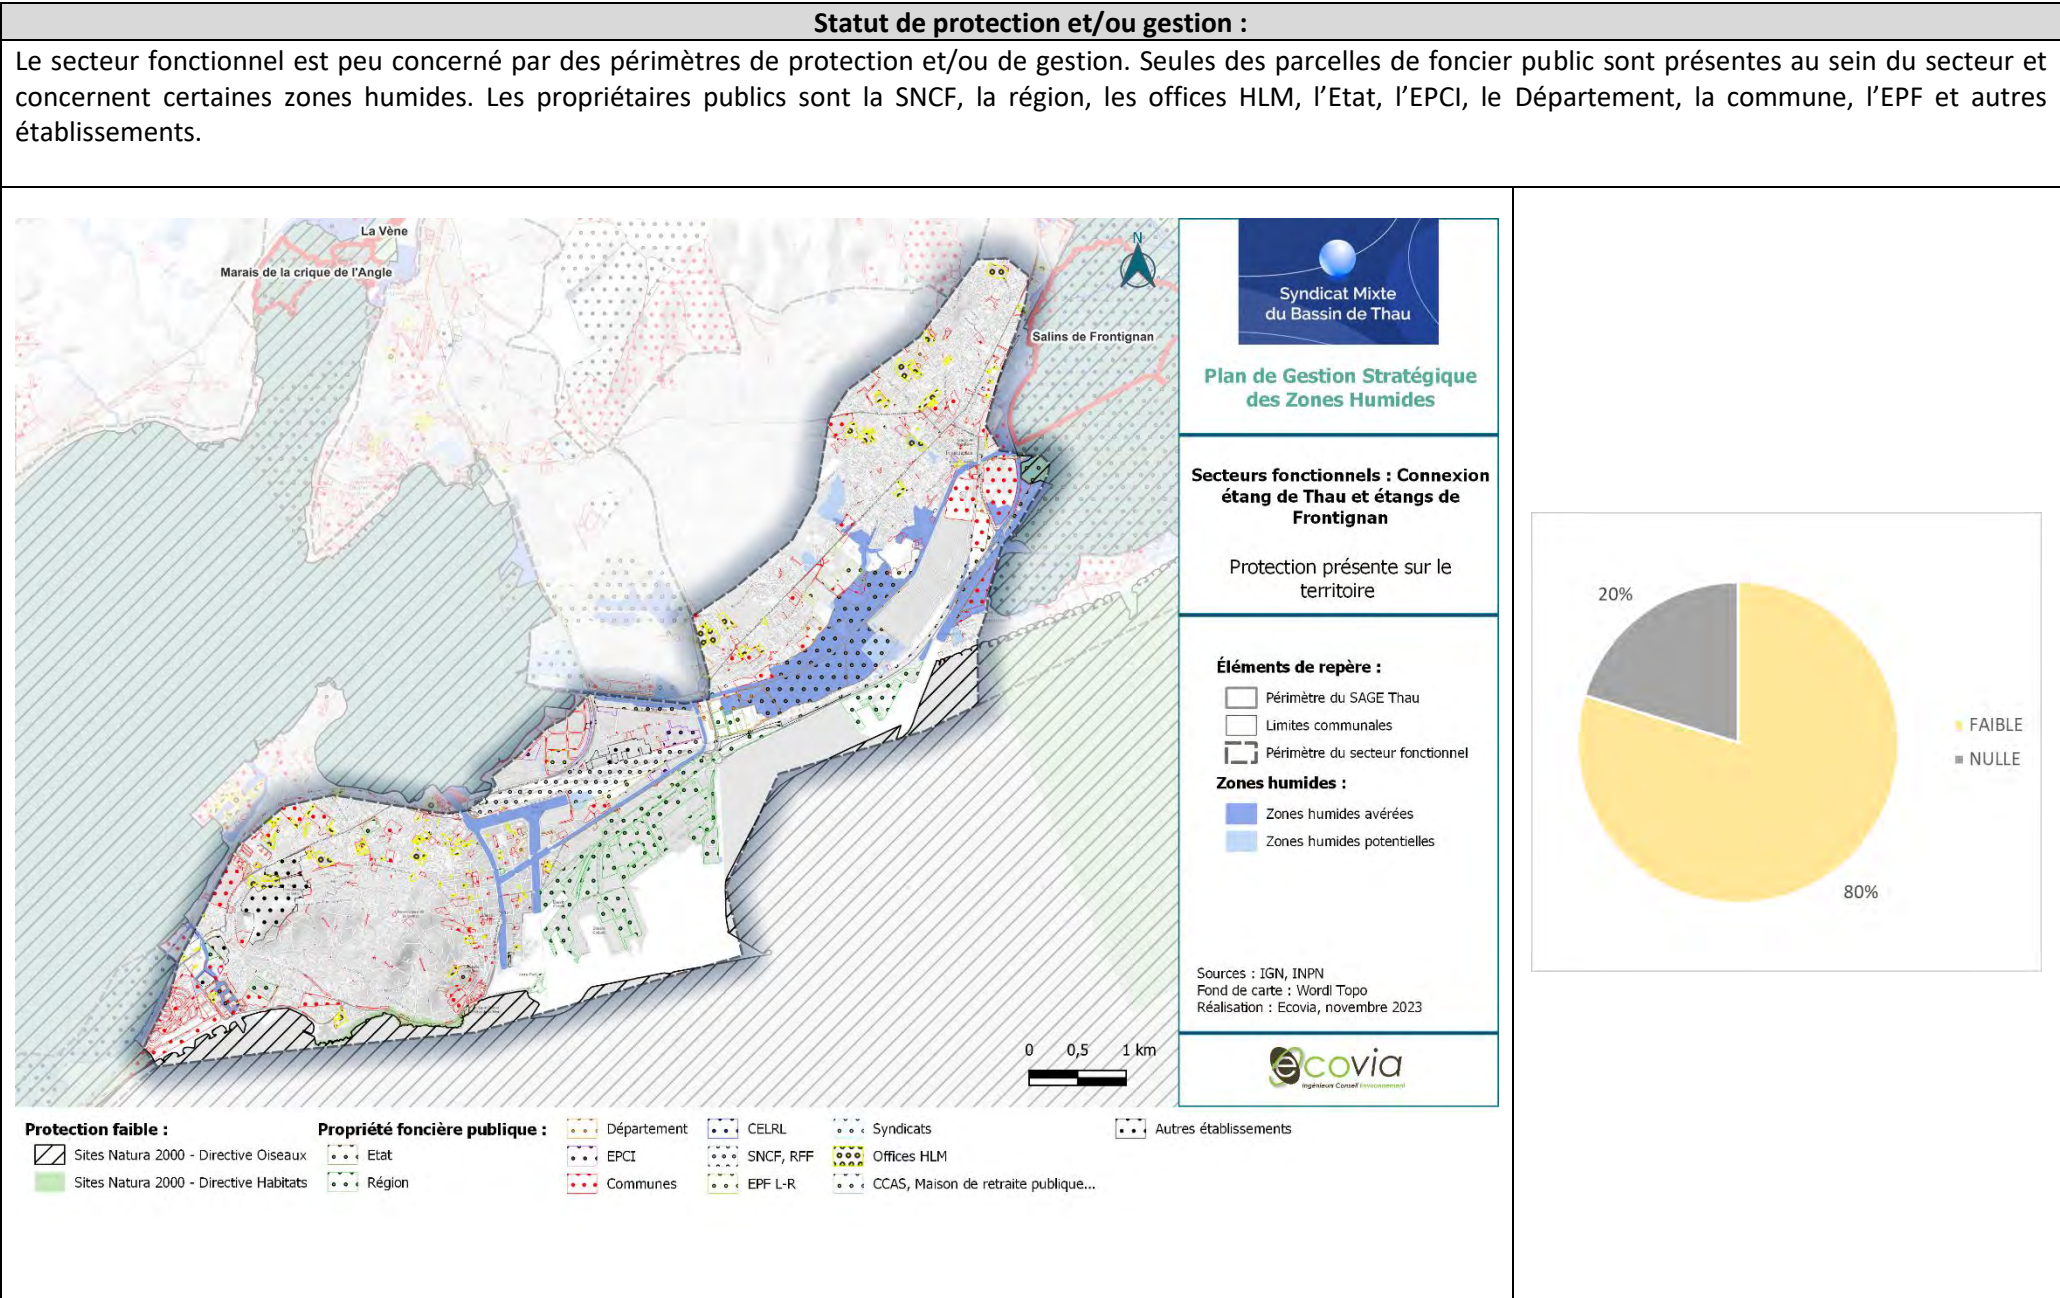 Statut de protection et/ou gestion :
Le secteur fonctionnel est peu concerné par des périmètres de protection et/ou de gestion. Seules des parcelles de foncier public sont présentes au sein du secteur et
concernent certaines zones humides. Les propriétaires publics sont la SNCF, la région, les offices HLM, l’Etat, l’EPCI, le Département, la commune, l’EPF et autres
établissements.
La Vène
Marais de la crique de l'Angle
Salins de Frontignan
N
0 0,5 1 km
Syndicat Mixte
du Bassin de Thau
Plan de Gestion Stratégique
des Zones Humides
Secteurs fonctionnels : Connexion
étang de Thau et étangs de
Frontignan
Protection présente sur le
territoire
Éléments de repère :
Périmètre du SAGE Thau
Limites communales
Périmètre du secteur fonctionnel
Zones humides :
Zones humides avérées
Zones humides potentielles
Sources : IGN, INPN
Fond de carte : Wordl Topo
Réalisation : Ecovia, novembre 2023
ecovia
Ingénieurs Conseil Environnement
Protection faible :
Sites Natura 2000 - Directive Oiseaux
Sites Natura 2000 - Directive Habitats
Propriété foncière publique :
Etat
Région
Département
EPCI
Communes
CELRL
SNCF, RFF
EPF L-R
Syndicats
Offices HLM
CCAS, Maison de retraite publique...
Autres établissements
20%
80%
FAIBLE
NULLE